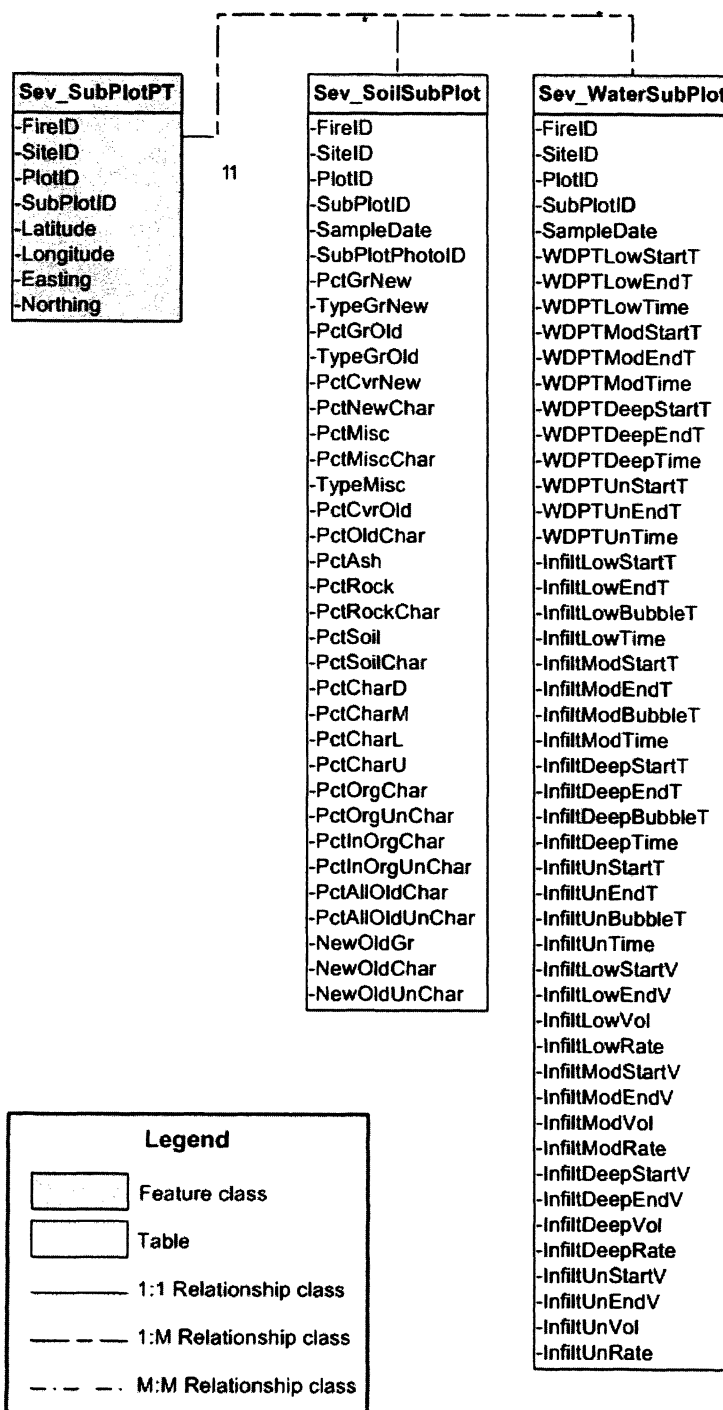 Sev_SubPlotPT
-FireID
-SiteID
-PlotID
-SubPlotID
-Latitude
-Longitude
-Easting
-Northing
11
*
*
Sev_SoilSubPlot
-FireID
-SiteID
-PlotID
-SubPlotID
-SampleDate
-SubPlotPhotoID
-PctGrNew
-TypeGrNew
-PctGrOld
-TypeGrOld
-PctCvrNew
-PctNewChar
-PctMisc
-PctMiscChar
-TypeMisc
-PctCvrOld
-PctOldChar
-PctAsh
-PctRock
-PctRockChar
-PctSoil
-PctSoilChar
-PctCharD
-PctCharM
-PctCharL
-PctCharU
-PctOrgChar
-PctOrgUnChar
-PctInOrgChar
-PctInOrgUnChar
-PctAllOldChar
-PctAllOldUnChar
-NewOldGr
-NewOldChar
-NewOldUnChar
Sev_WaterSubPlot
-FireID
-SiteID
-PlotID
-SubPlotID
-SampleDate
-WDPTLowStartT
-WDPTLowEndT
-WDPTLowTime
-WDPTModStartT
-WDPTModEndT
-WDPTModTime
-WDPTDeepStartT
-WDPTDeepEndT
-WDPTDeepTime
-WDPTUnStartT
-WDPTUnEndT
-WDPTUnTime
-InfiltLowStartT
-InfiltLowEndT
-InfiltLowBubbleT
-InfiltLowTime
-InfiltModStartT
-InfiltModEndT
-InfiltModBubbleT
-InfiltModTime
-InfiltDeepStartT
-InfiltDeepEndT
-InfiltDeepBubbleT
-InfiltDeepTime
-InfiltUnStartT
-InfiltUnEndT
-InfiltUnBubbleT
-InfiltUnTime
-InfiltLowStartV
-InfiltLowEndV
-InfiltLowVol
-InfiltLowRate
-InfiltModStartV
-InfiltModEndV
-InfiltModVol
-InfiltModRate
-InfiltDeepStartV
-InfiltDeepEndV
-InfiltDeepVol
-InfiltDeepRate
-InfiltUnStartV
-InfiltUnEndV
-InfiltUnVol
-InfiltUnRate
Legend
Feature class
Table
1:1 Relationship class
1:M Relationship class
M:M Relationship class